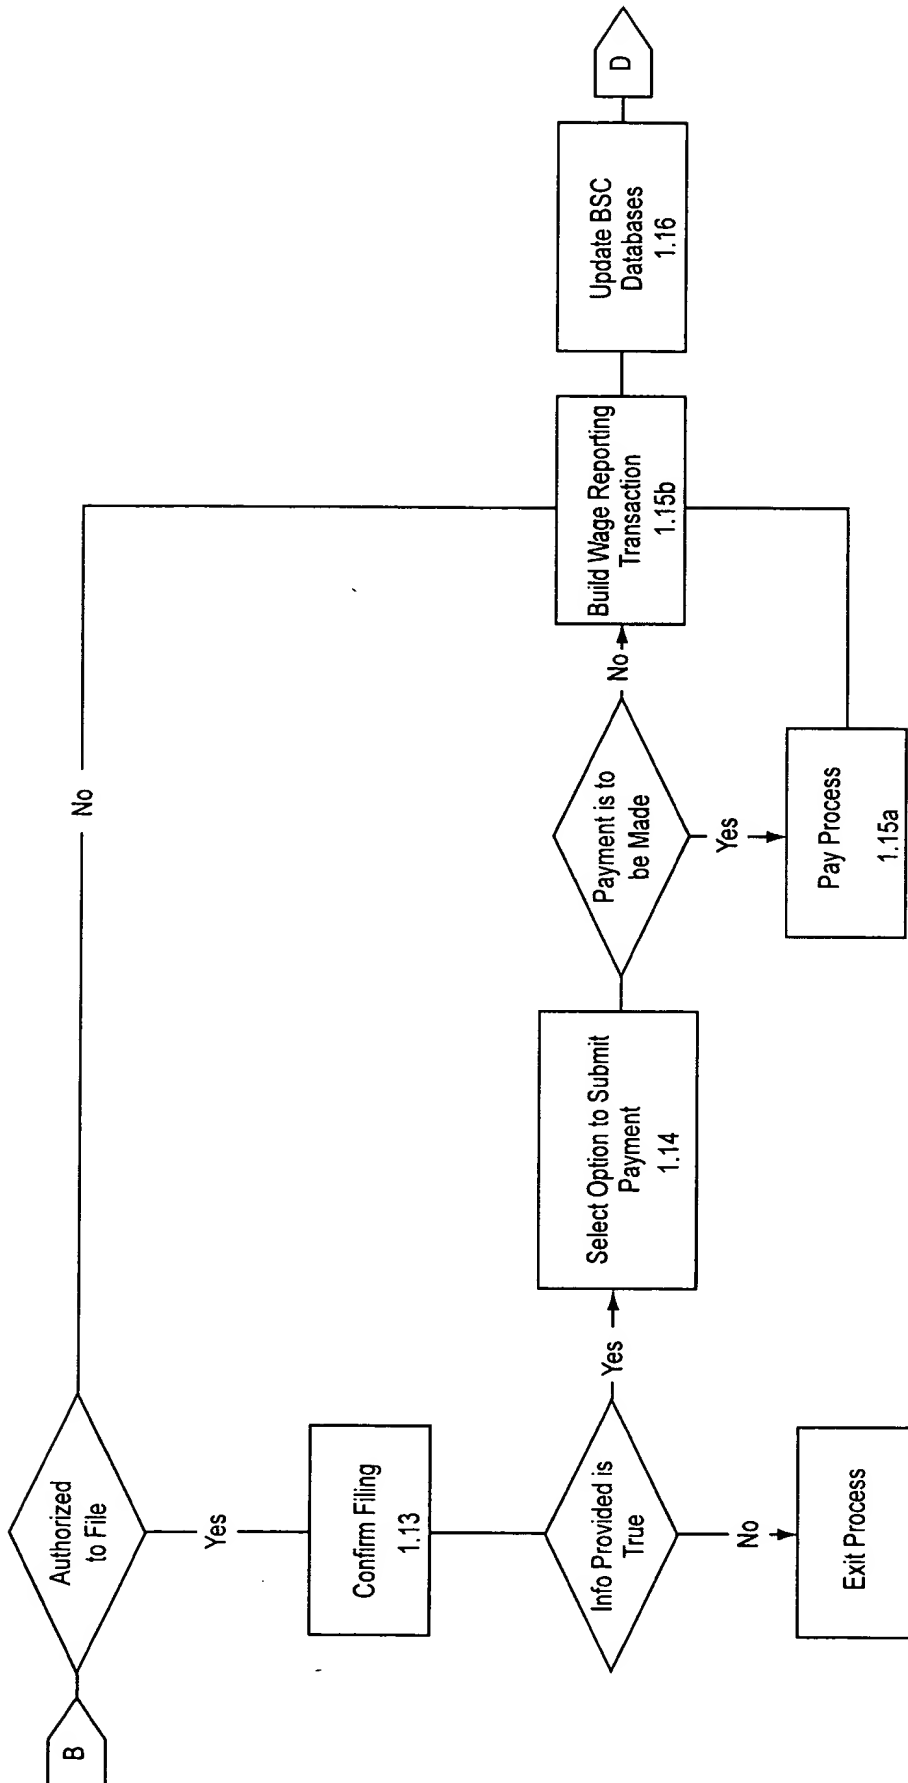 B
Authorized
to File
No
Yes
Confirm Filing
1.13
Info Provided is
True
No
Exit Process
Yes
Select Option to Submit
Payment
1.14
Payment is to
be Made
Yes
Pay Process
1.15a
No
Build Wage Reporting
Transaction
1.15b
Update BSC
Databases
1.16
D